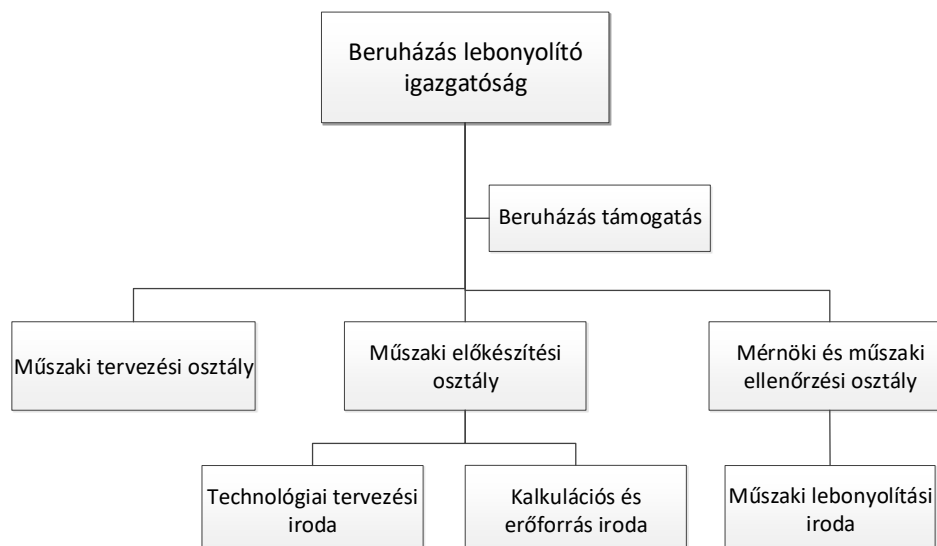 Beruházás lebonyolító
igazgatóság
Beruházás támogatás
Műszaki tervezési osztály
Műszaki előkészítési
osztály
Mérnöki és műszaki
ellenőrzési osztály
Technológiai tervezési
iroda
Kalkulációs és
erőforrás iroda
Műszaki lebonyolítási
iroda